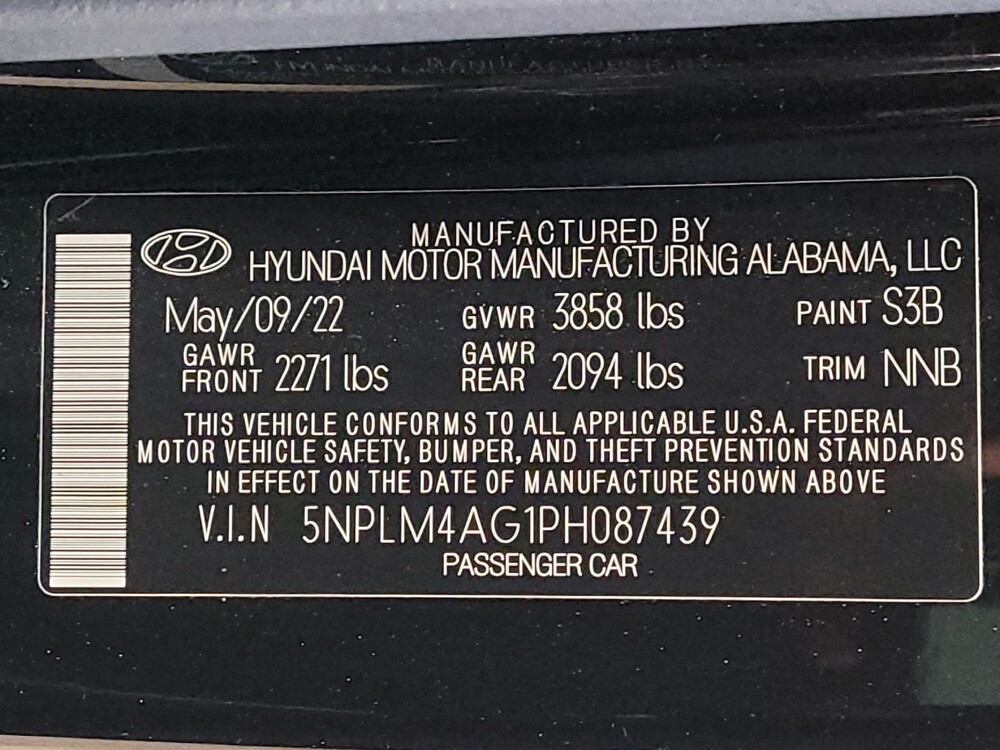 MANUFACTURED BY
HYUNDAI MOTOR MANUFACTURING ALABAMA, LLC
May/09/22 GVWR 3858 lbs PAINT S3B
GAWR FRONT 2271 lbs GAWR REAR 2094 lbs TRIM NNB
THIS VEHICLE CONFORMS TO ALL APPLICABLE U.S.A. FEDERAL
MOTOR VEHICLE SAFETY, BUMPER, AND THEFT PREVENTION STANDARDS
IN EFFECT ON THE DATE OF MANUFACTURE SHOWN ABOVE
V.I.N 5NPLM4AG1PH087439
PASSENGER CAR